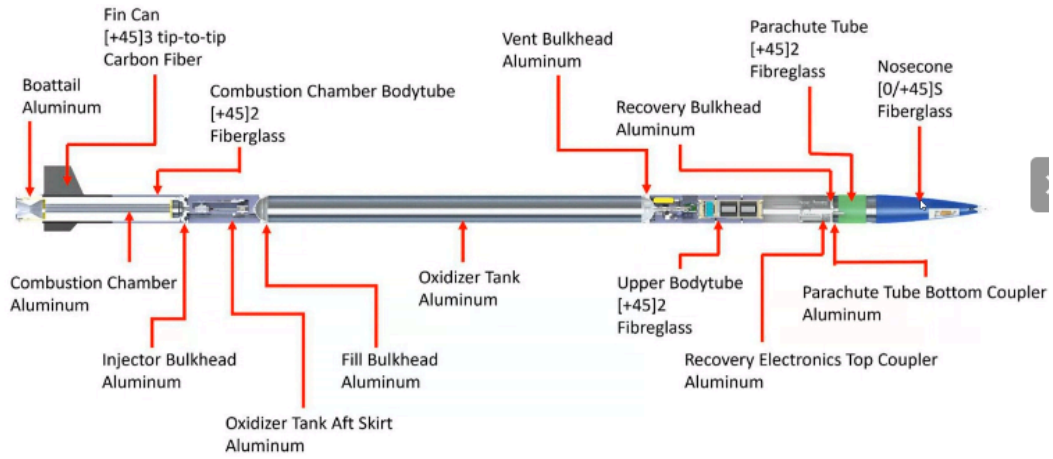 Fin Can
[+45]3 tip-to-tip
Carbon Fiber
Boattail
Aluminum
Combustion Chamber Bodytube
[+45]2
Fiberglass
Vent Bulkhead
Aluminum
Recovery Bulkhead
Aluminum
Parachute Tube
[+45]2
Fibreglass
Nosecone
[0/+45]S
Fiberglass
Combustion Chamber
Aluminum
Injector Bulkhead
Aluminum
Oxidizer Tank Aft Skirt
Aluminum
Fill Bulkhead
Aluminum
Oxidizer Tank
Aluminum
Upper Bodytube
[+45]2
Fibreglass
Recovery Electronics Top Coupler
Aluminum
Parachute Tube Bottom Coupler
Aluminum